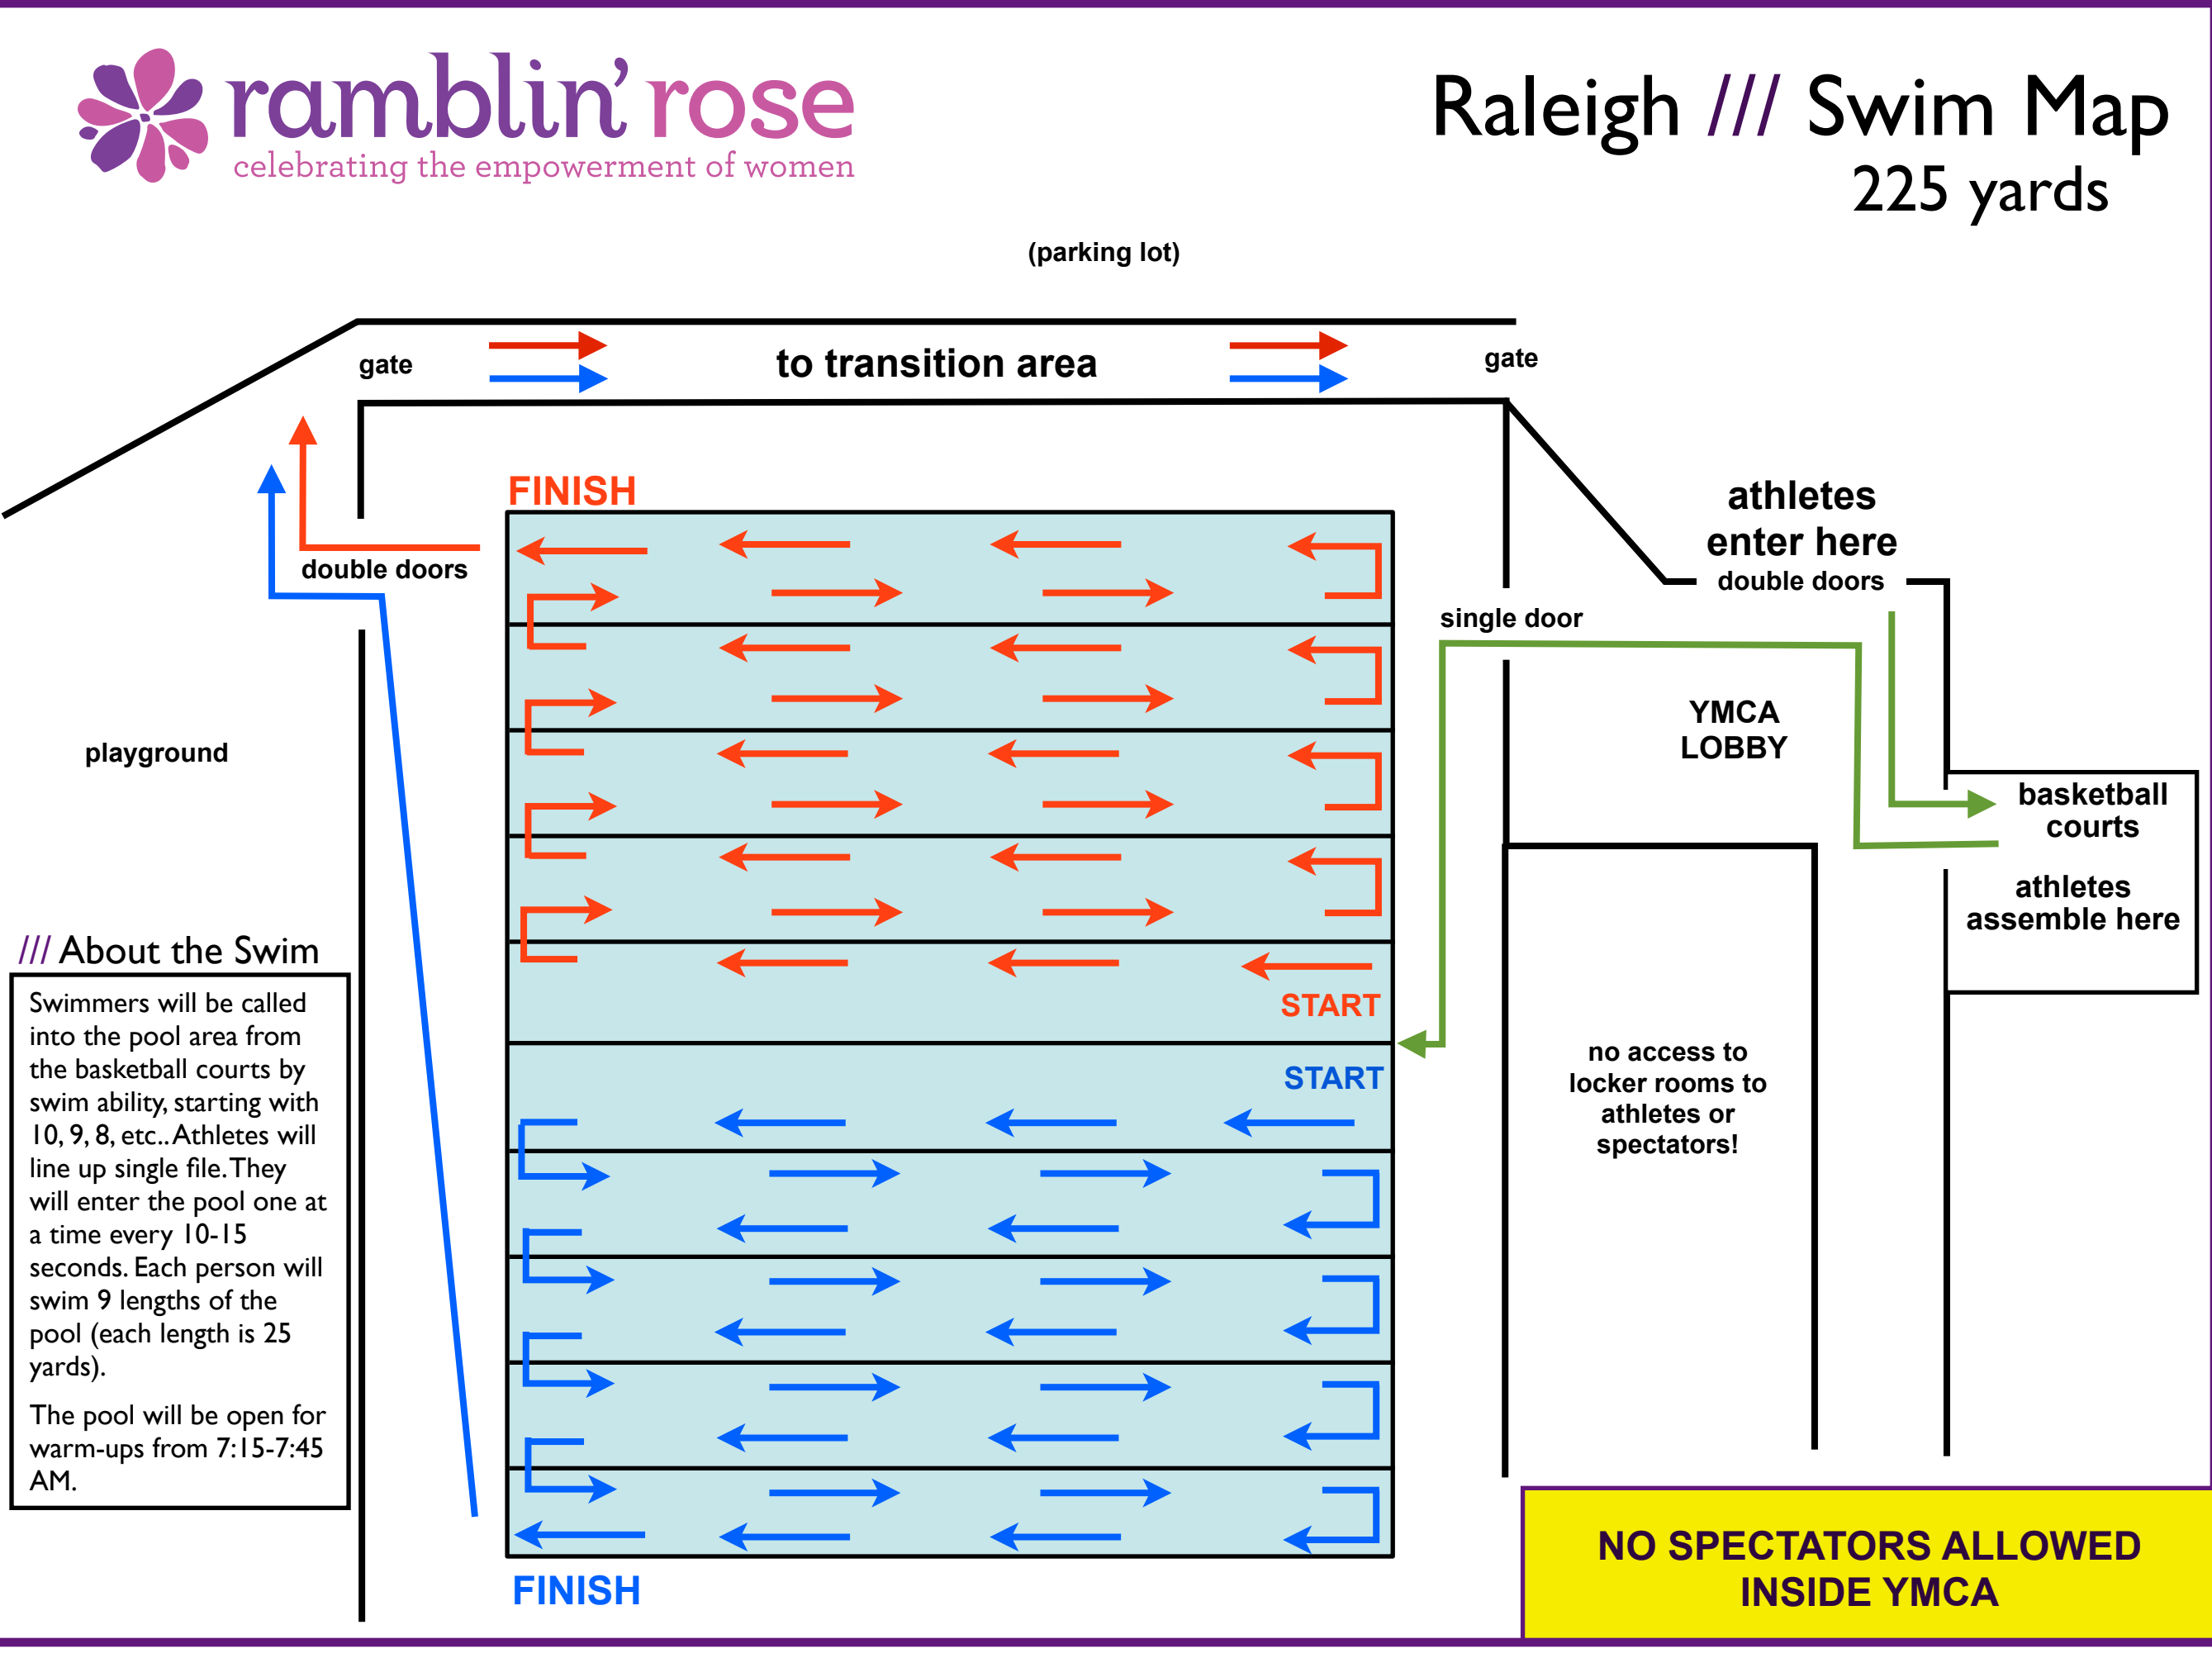 ramblin' rose
celebrating the empowerment of women
Raleigh /// Swim Map
225 yards
(parking lot)
gate
to transition area
gate
FINISH
double doors
athletes
enter here
double doors
single door
YMCA
LOBBY
playground
basketball
courts
athletes
assemble here
/// About the Swim
Swimmers will be called
into the pool area from
the basketball courts by
swim ability, starting with
10, 9, 8, etc.. Athletes will
line up single file. They
will enter the pool one at
a time every 10-15
seconds. Each person will
swim 9 lengths of the
pool (each length is 25
yards).
The pool will be open for
warm-ups from 7:15-7:45
AM.
START
START
no access to
locker rooms to
athletes or
spectators!
FINISH
NO SPECTATORS ALLOWED
INSIDE YMCA